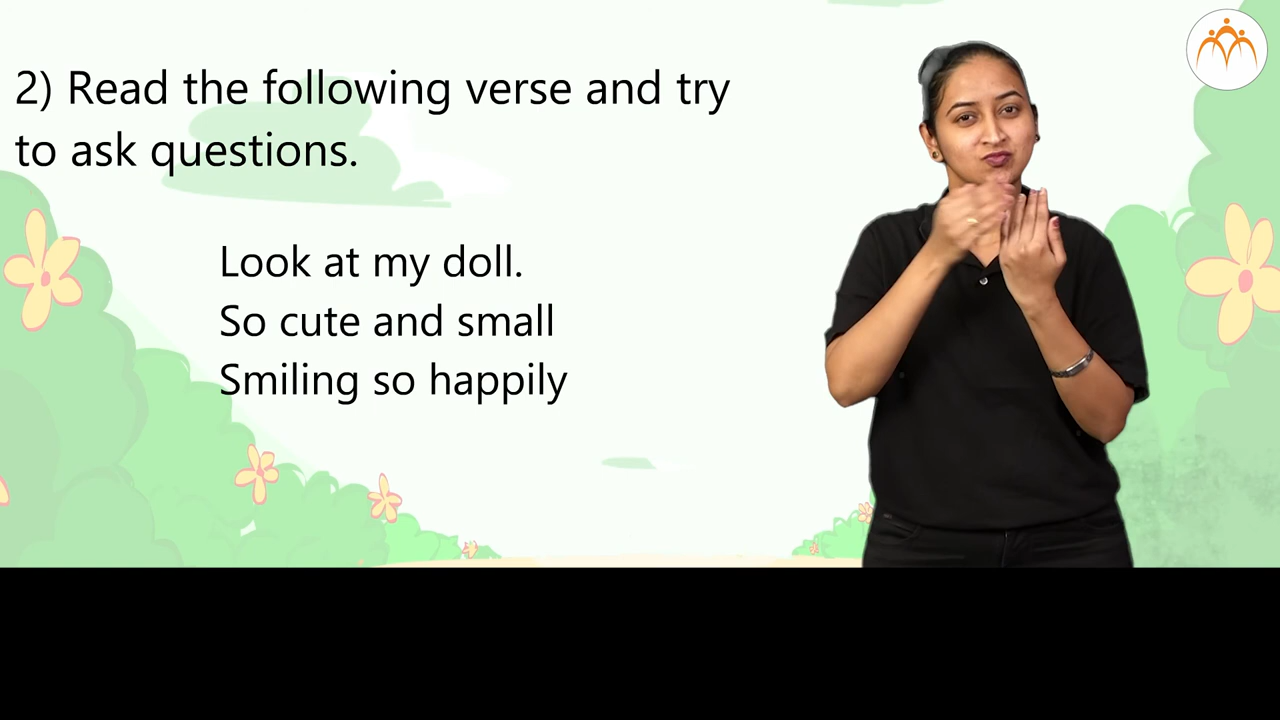 2) Read the following verse and try
to ask questions.
Look at my doll.
So cute and small
Smiling so happily